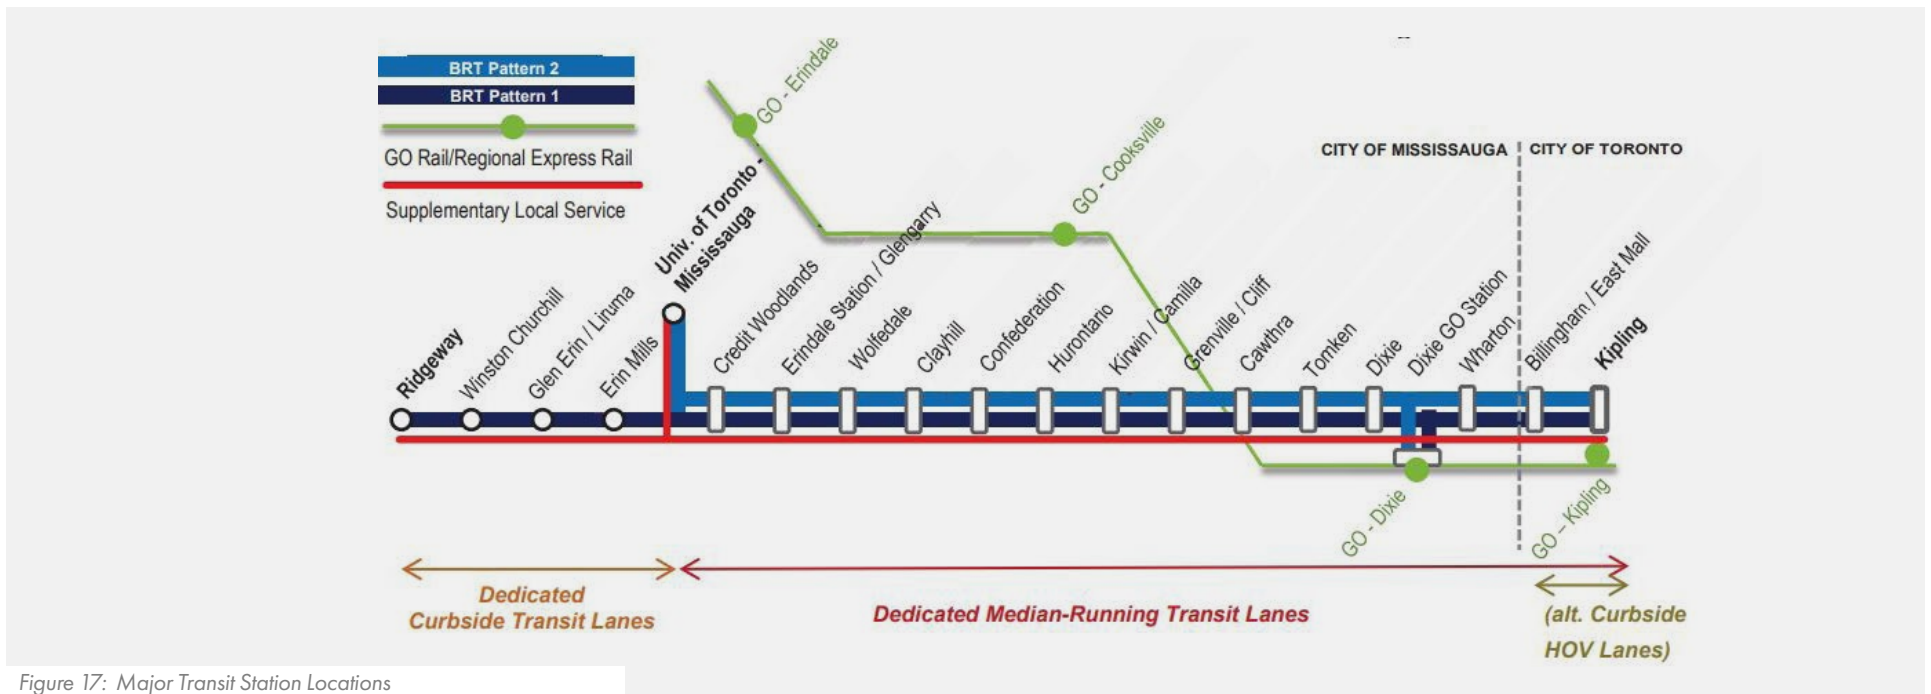 BRT Pattern 2
BRT Pattern 1
GO Rail/Regional Express Rail
Supplementary Local Service
GO - Erindale
GO - Cooksville
CITY OF MISSISSAUGA
CITY OF TORONTO
Ridgeway
Winston Churchill
Glen Erin / Liruma
Erin Mills
Univ. of Toronto -
Mississauga
Credit Woodlands
Erindale Station / Glengarry
Wolfedale
Clayhill
Confederation
Hurontario
Kirwin / Camilla
Grenville / Cliff
Cawthra
Tomken
Dixie
Dixie GO Station
Wharton
Billingham / East Mall
Kipling
GO - Dixie
GO – Kipling
Dedicated
Curbside Transit Lanes
Dedicated Median-Running Transit Lanes
(alt. Curbside
HOV Lanes)
Figure 17: Major Transit Station Locations